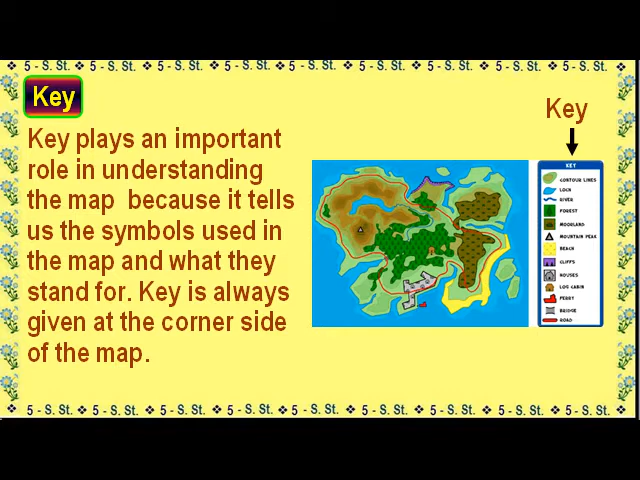 5 - S. St. ❖ 5 - S. St. ❖ 5 - S. St. ❖ 5 - S. St. ❖ 5 - S. St. ❖ 5 - S. St. ❖ 5 - S. St. ❖ 5 - S. St. ❖
Key
Key plays an important
role in understanding
the map because it tells
us the symbols used in
the map and what they
stand for. Key is always
given at the corner side
of the map.
Key
KEY
CONTOUR LINES
LOCH
RIVER
FOREST
MOORLAND
MOUNTAIN PEAK
BEACH
CLIFFS
HOUSES
LOG CABIN
FERRY
BRIDGE
ROAD
❖ 5 - S. St. ❖ 5 - S. St. ❖ 5 - S. St. ❖ 5 - S. St. ❖ 5 - S. St. ❖ 5 - S. St. ❖ 5 - S. St. ❖ 5 - S. St. ❖ 5 - S. St.